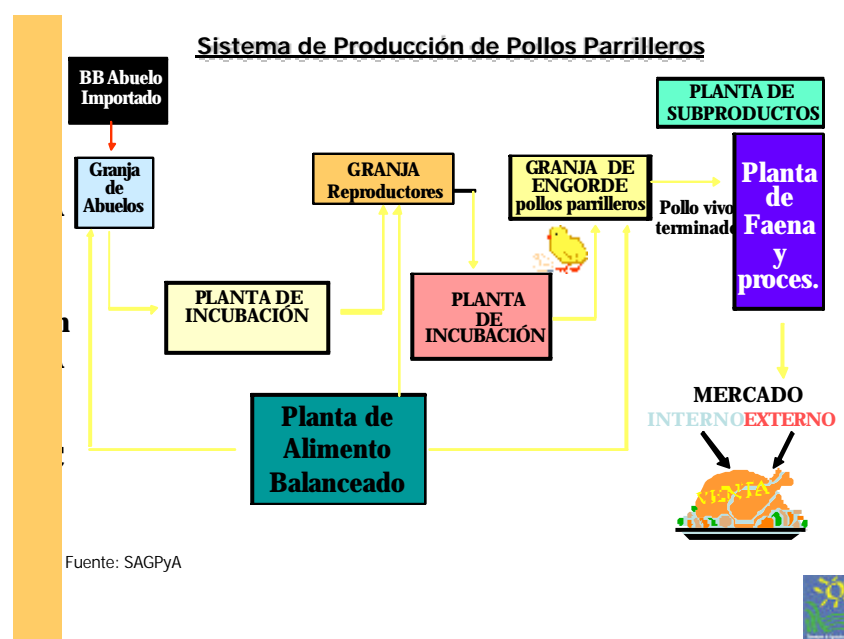 Sistema de Producción de Pollos Parrilleros
BB Abuelo
Importado
PLANTA DE
SUBPRODUCTOS
Granja
de
Abuelos
GRANJA
Reproductores
GRANJA DE
ENGORDE
pollos parrilleros
Pollo vivo
terminado
Planta
de
Faena
y
proces.
PLANTA DE
INCUBACIÓN
PLANTA
DE
INCUBACIÓN
Planta de
Alimento
Balanceado
MERCADO
INTERNO EXTERNO
VENTA
Fuente: SAGPyA